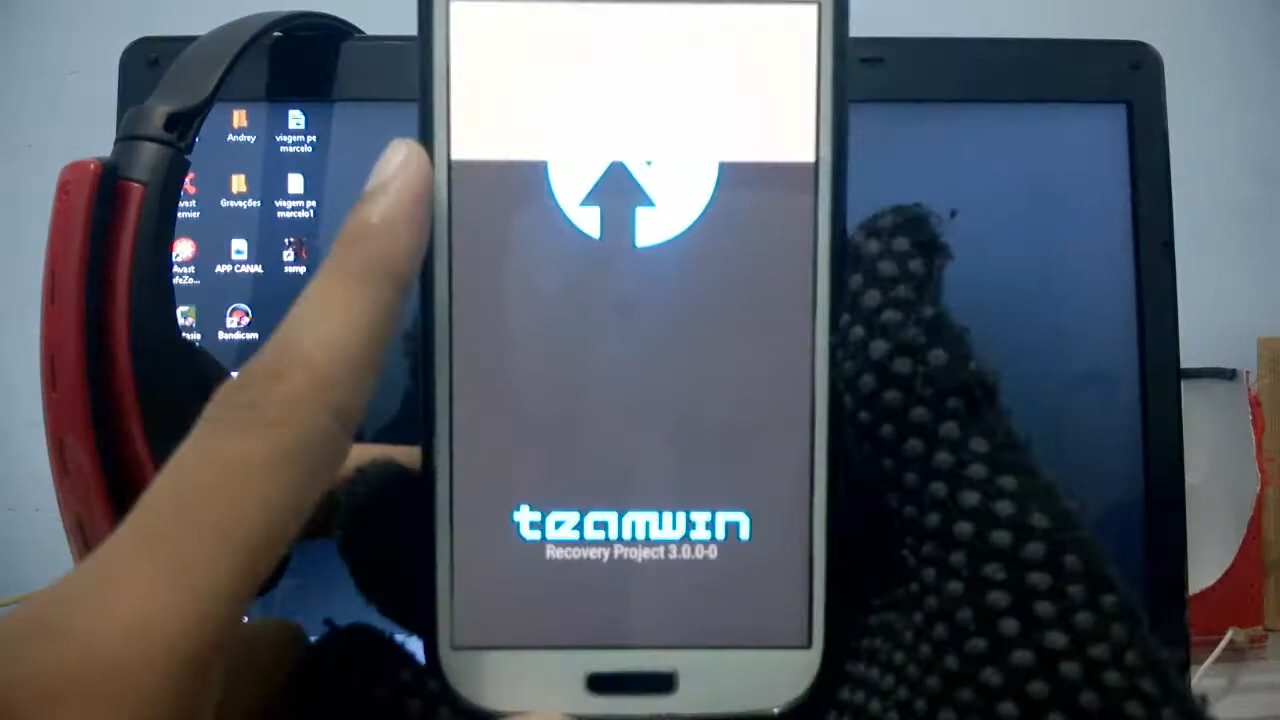 Andrey
viagem pe
marcelo
Gravações
viagem pe
marcelo1
Avast
APP CANAL
samp
Bandicam
teamwin
Recovery Project 3.0.0-0